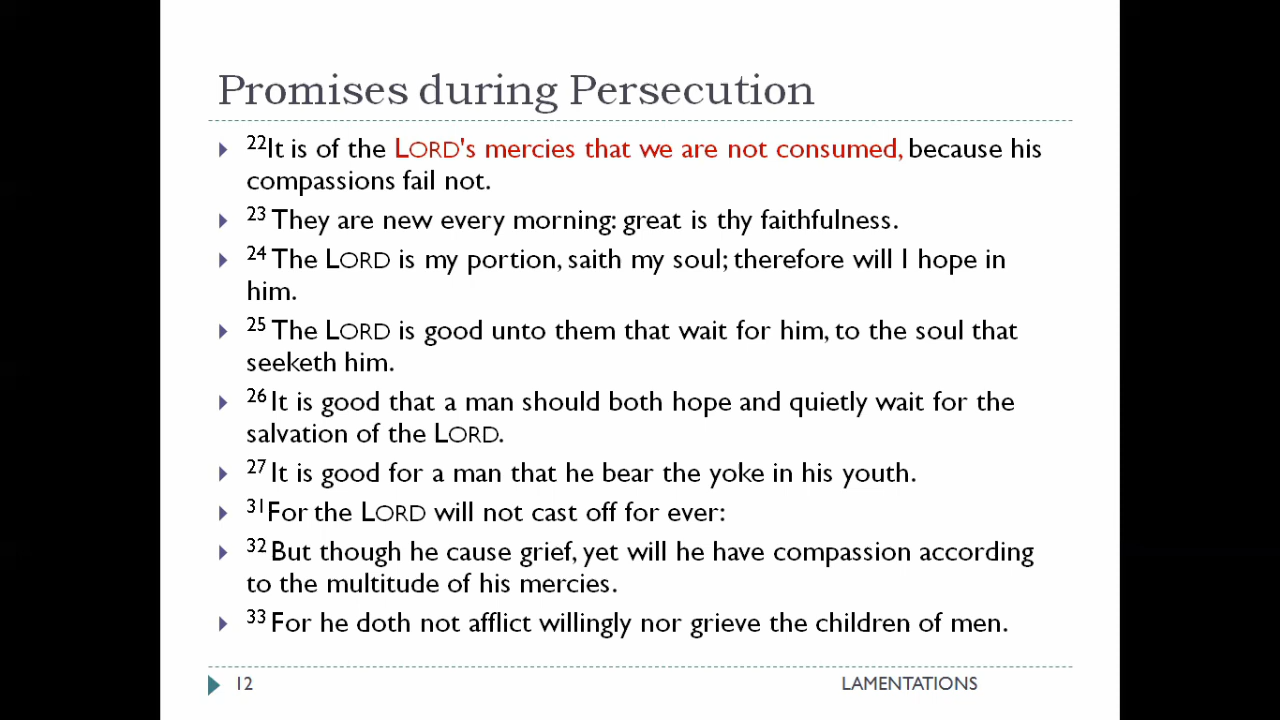 Promises during Persecution
22It is of the LORD's mercies that we are not consumed, because his
compassions fail not.
23 They are new every morning: great is thy faithfulness.
24 The LORD is my portion, saith my soul; therefore will I hope in
him.
25 The LORD is good unto them that wait for him, to the soul that
seeketh him.
26 It is good that a man should both hope and quietly wait for the
salvation of the LORD.
27 It is good for a man that he bear the yoke in his youth.
31For the LORD will not cast off for ever:
32 But though he cause grief, yet will he have compassion according
to the multitude of his mercies.
33 For he doth not afflict willingly nor grieve the children of men.
12 LAMENTATIONS